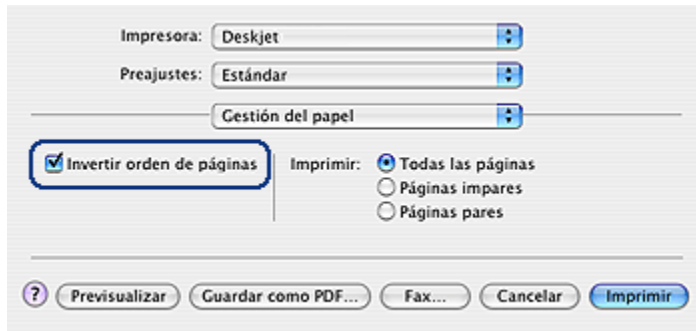 Impresora: Deskjet
Preajustes: Estándar
Gestión del papel
Invertir orden de páginas Imprimir: Todas las páginas
Páginas impares
Páginas pares
? Previsualizar Guardar como PDF... Fax... Cancelar Imprimir